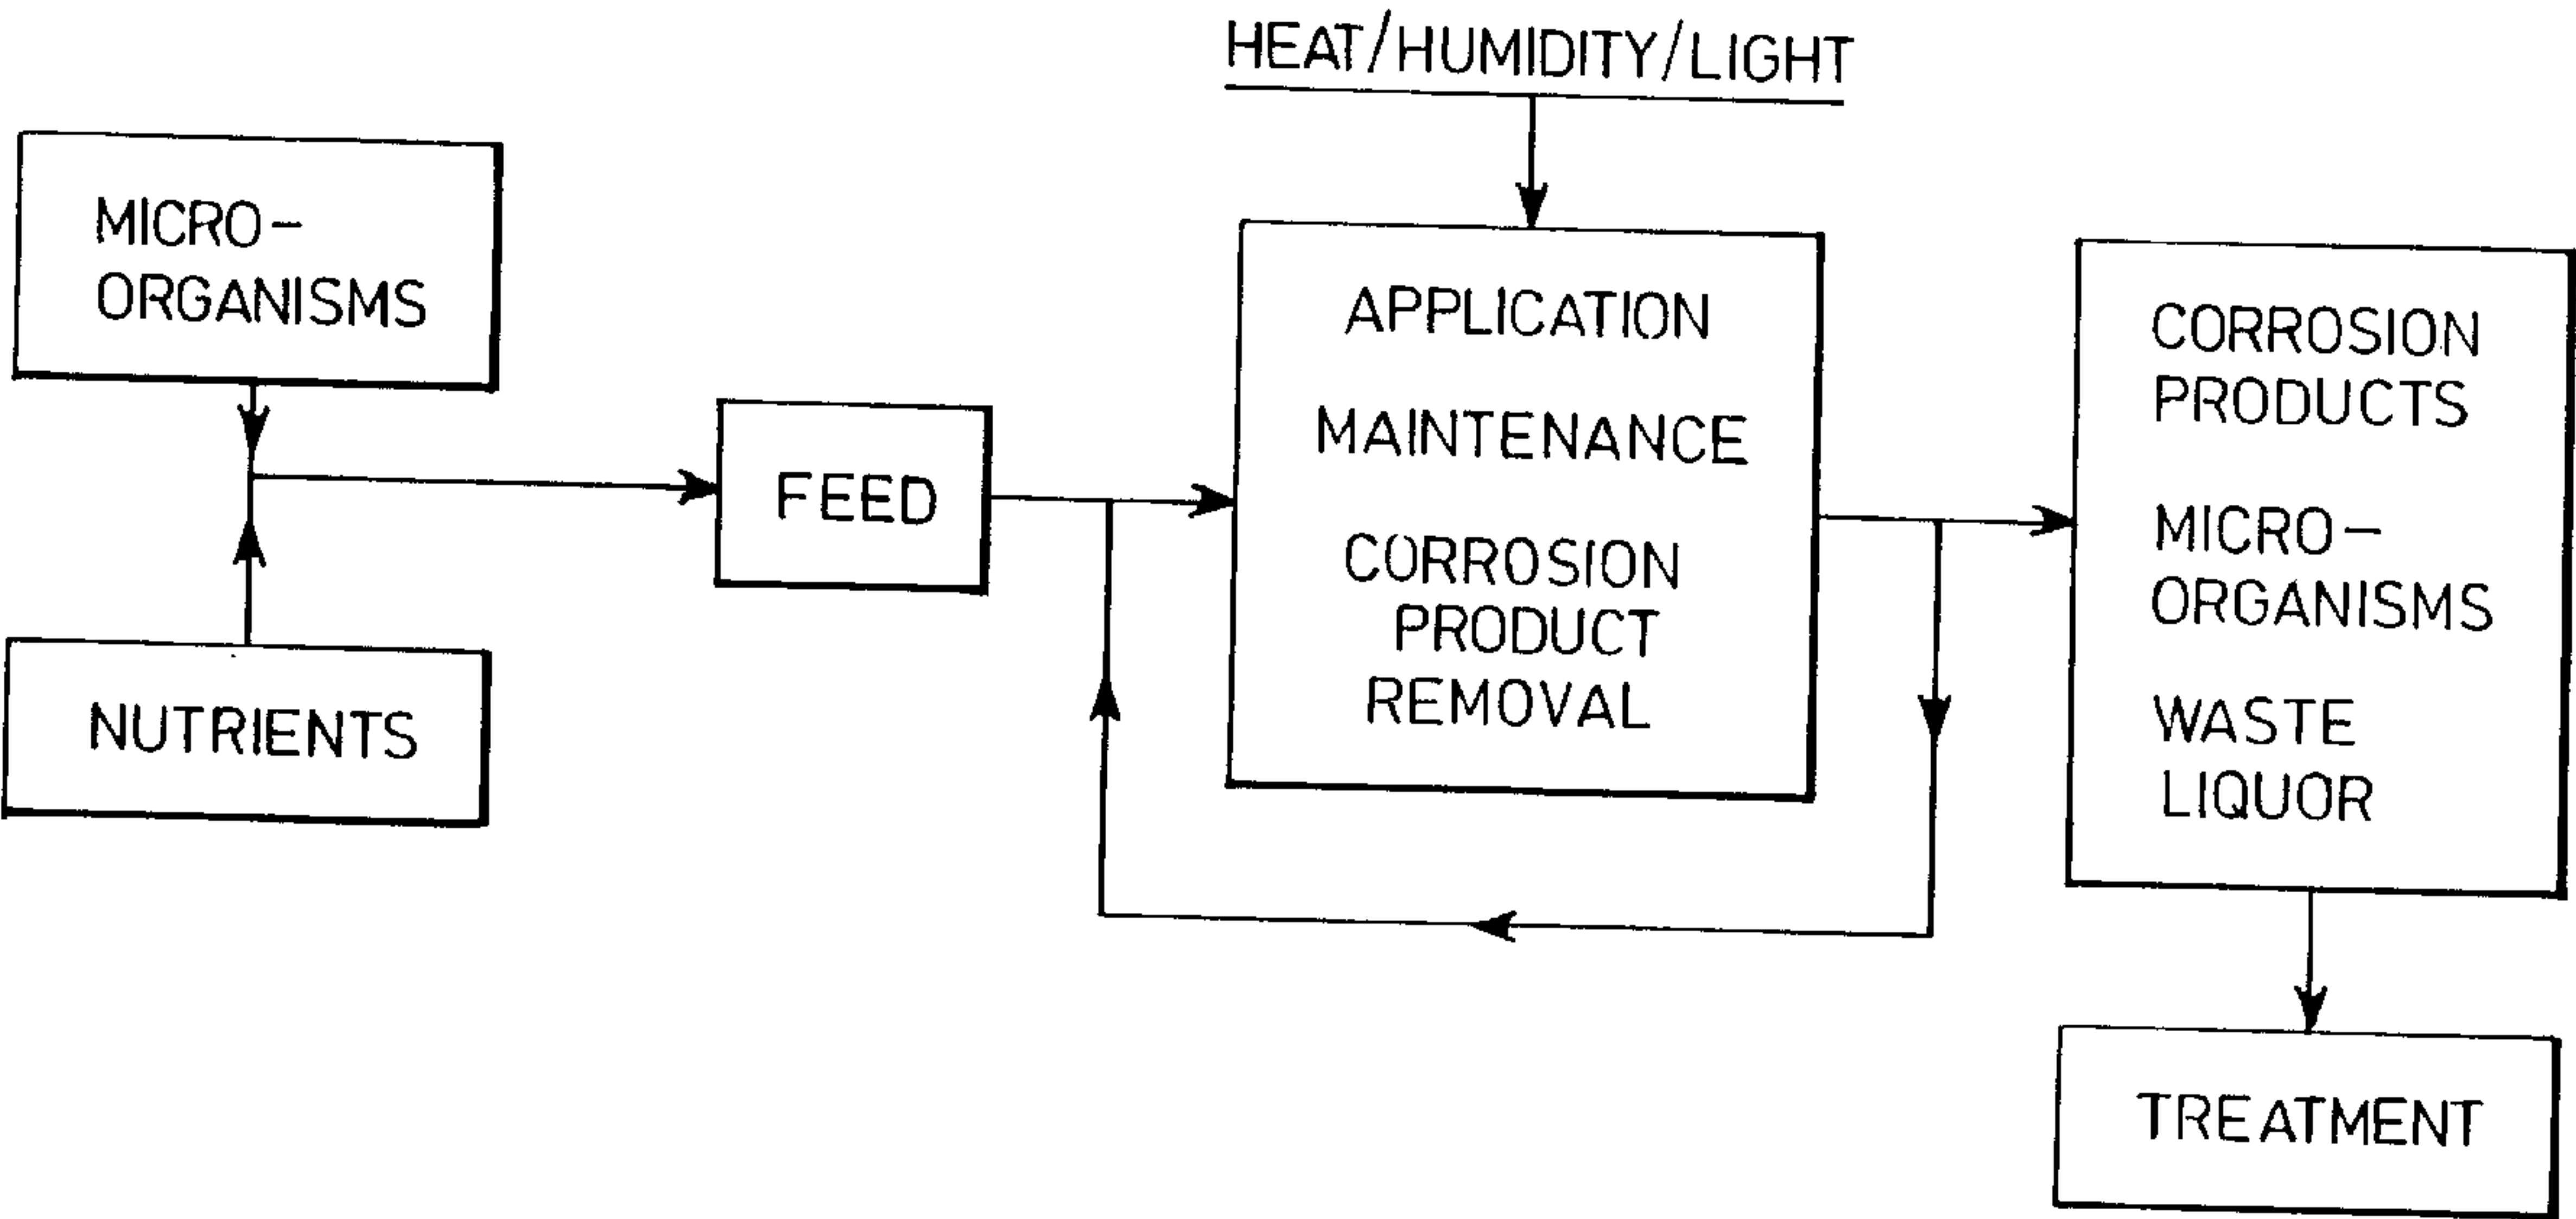 HEAT/HUMIDITY/LIGHT
MICRO-
ORGANISMS
NUTRIENTS
FEED
APPLICATION
MAINTENANCE
CORROSION
PRODUCT
REMOVAL
CORROSION
PRODUCTS
MICRO-
ORGANISMS
WASTE
LIQUOR
TREATMENT